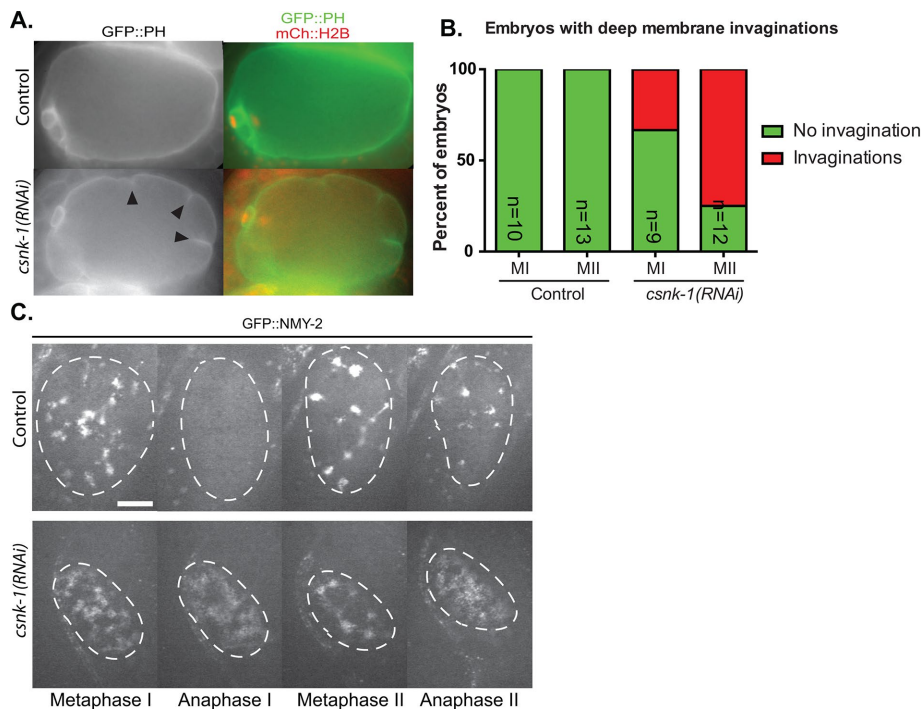 A.
GFP::PH
GFP::PH
mCh::H2B
Control
csnk-1(RNAi)
B.
Embryos with deep membrane invaginations
Percent of embryos
100
50
0
n=10
n=13
n=9
n=12
MI
MII
MI
MII
Control
csnk-1(RNAi)
No invagination
Invaginations
C.
GFP::NMY-2
Control
csnk-1(RNAi)
Metaphase I
Anaphase I
Metaphase II
Anaphase II